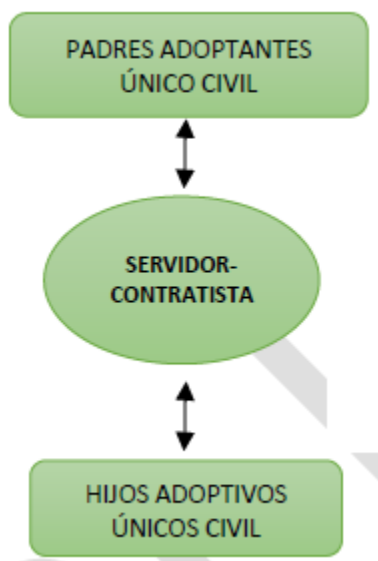 PADRES ADOPTANTES
ÚNICO CIVIL
SERVIDOR-
CONTRATISTA
HIJOS ADOPTIVOS
ÚNICOS CIVIL